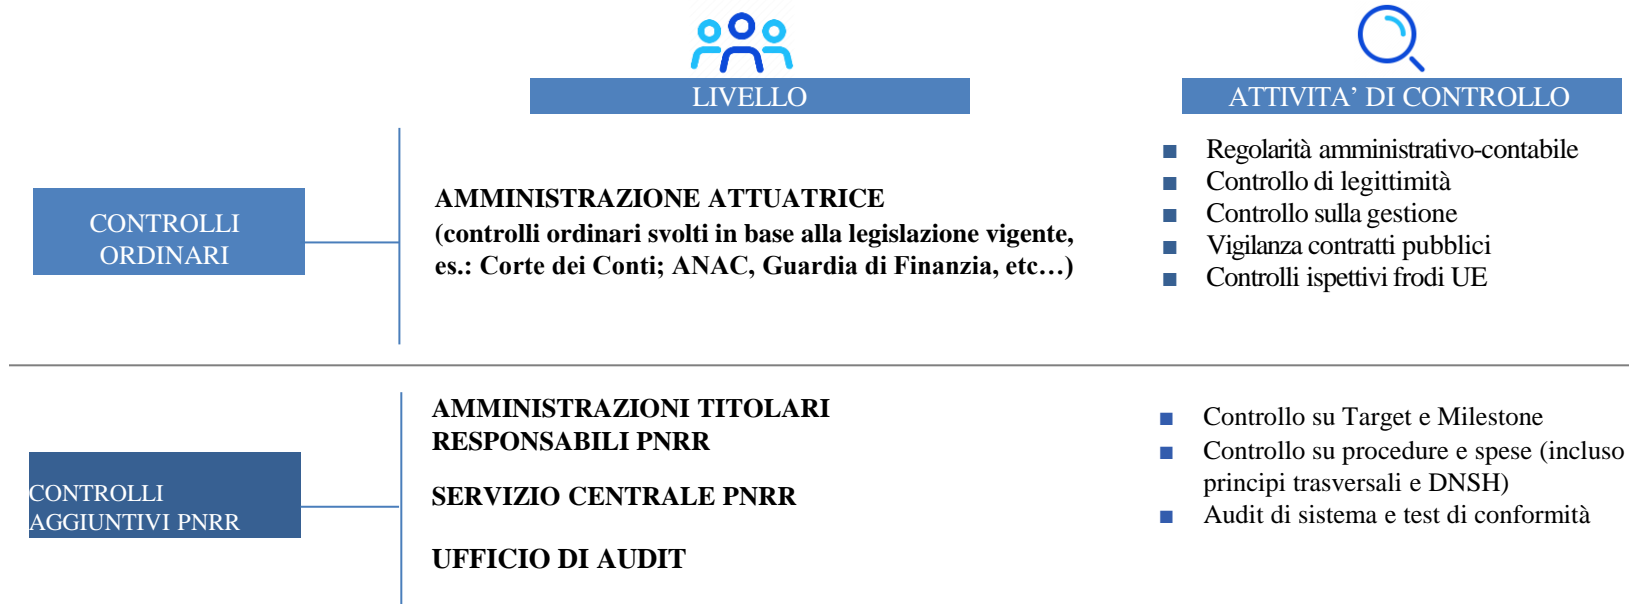 LIVELLO
ATTIVITA’ DI CONTROLLO
CONTROLLI
ORDINARI
AMMINISTRAZIONE ATTUATRICE
(controlli ordinari svolti in base alla legislazione vigente,
es.: Corte dei Conti; ANAC, Guardia di Finanzia, etc…)
■ Regolarità amministrativo-contabile
■ Controllo di legittimità
■ Controllo sulla gestione
■ Vigilanza contratti pubblici
■ Controlli ispettivi frodi UE
CONTROLLI
AGGIUNTIVI PNRR
AMMINISTRAZIONI TITOLARI
RESPONSABILI PNRR
SERVIZIO CENTRALE PNRR
UFFICIO DI AUDIT
■ Controllo su Target e Milestone
■ Controllo su procedure e spese (incluso
principi trasversali e DNSH)
■ Audit di sistema e test di conformità